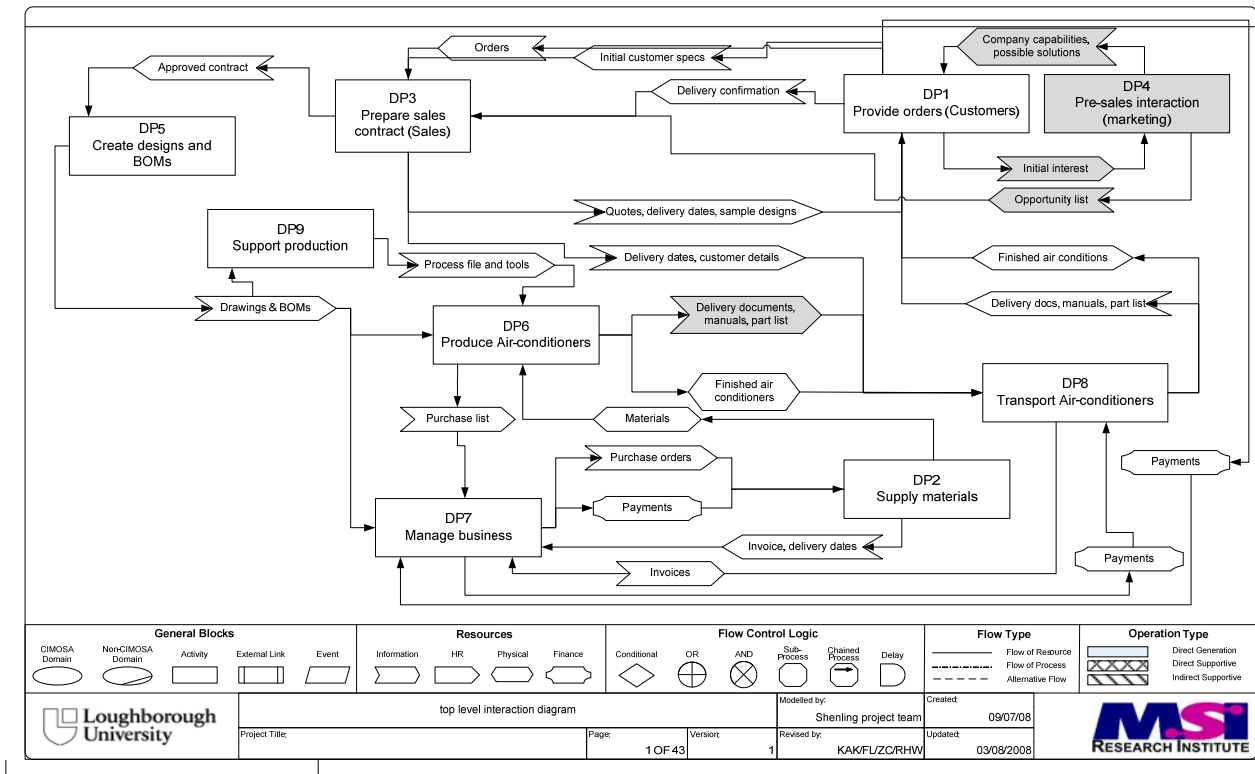 Orders
Initial customer specs
Company capabilities,
possible solutions
Approved contract
DP3
Prepare sales
contract (Sales)
Delivery confirmation
DP1
Provide orders (Customers)
DP4
Pre-sales interaction
(marketing)
DP5
Create designs and
BOMs
Initial interest
Opportunity list
Quotes, delivery dates, sample designs
DP9
Support production
Process file and tools
Delivery dates, customer details
Finished air conditions
Drawings & BOMs
Delivery documents,
manuals, part list
Delivery docs, manuals, part list
DP6
Produce Air-conditioners
Finished air
conditioners
DP8
Transport Air-conditioners
Purchase list
Materials
Purchase orders
Payments
DP2
Supply materials
Payments
DP7
Manage business
Invoice, delivery dates
Payments
Invoices
General Blocks
CIMOSA
Domain
Non-CIMOSA
Domain
Activity
External Link
Event
Resources
Information
HR
Physical
Finance
Flow Control Logic
Conditional
OR
AND
Sub-
Process
Chained
Process
Delay
Flow Type
Flow of Resource
Flow of Process
Alternative Flow
Operation Type
Direct Generation
Direct Supportive
Indirect Supportive
Loughborough
University
top level interaction diagram
Modelled by:
Shenling project team
Created:
09/07/08
Project Title:
Page:
1 OF 43
Version:
1
Revised by:
KAK/FL/ZC/RHW
Updated:
03/08/2008
MSI
RESEARCH INSTITUTE